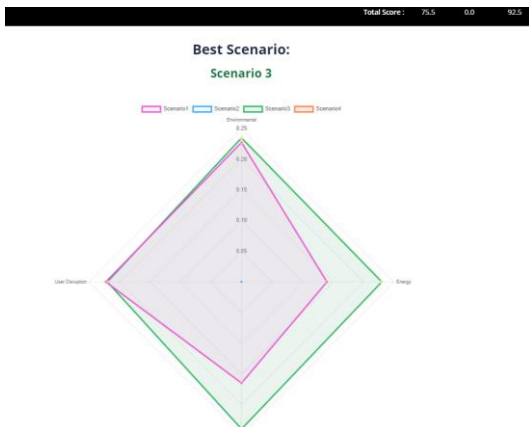 Total Score : 75.5 0.0 92.5
Best Scenario:
Scenario 3
Scenario1 Scenario2 Scenario3 Scenario4
Environmental
0.25
0.20
0.15
0.10
0.05
User Disruption
Energy